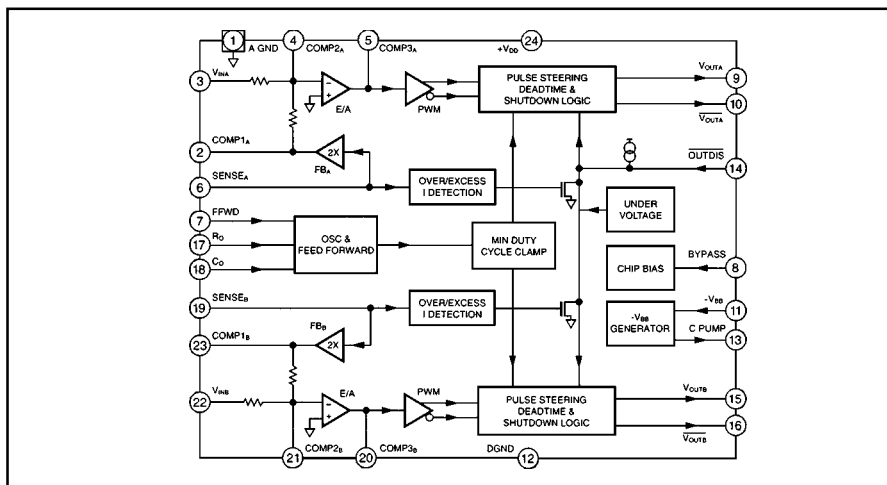 1
A GND
4
COMP2A
5
COMP3A
+VDD
24
3
VINA
E/A
PWM
PULSE STEERING
DEADTIME &
SHUTDOWN LOGIC
VOUTA
9
10
VOUTA
2
COMP1A
2X
FBA
OUTDIS
14
6
SENSEA
OVER/EXCESS
I DETECTION
UNDER
VOLTAGE
7
FFWD
17
RO
18
CO
OSC &
FEED FORWARD
MIN DUTY
CYCLE CLAMP
CHIP BIAS
BYPASS
8
19
SENSEB
OVER/EXCESS
I DETECTION
-VBB
GENERATOR
-VBB
11
C PUMP
13
23
COMP1B
FBB
2X
22
VINB
E/A
PWM
PULSE STEERING
DEADTIME &
SHUTDOWN LOGIC
VOUTB
15
16
VOUTB
21
COMP2B
20
COMP3B
DGND
12